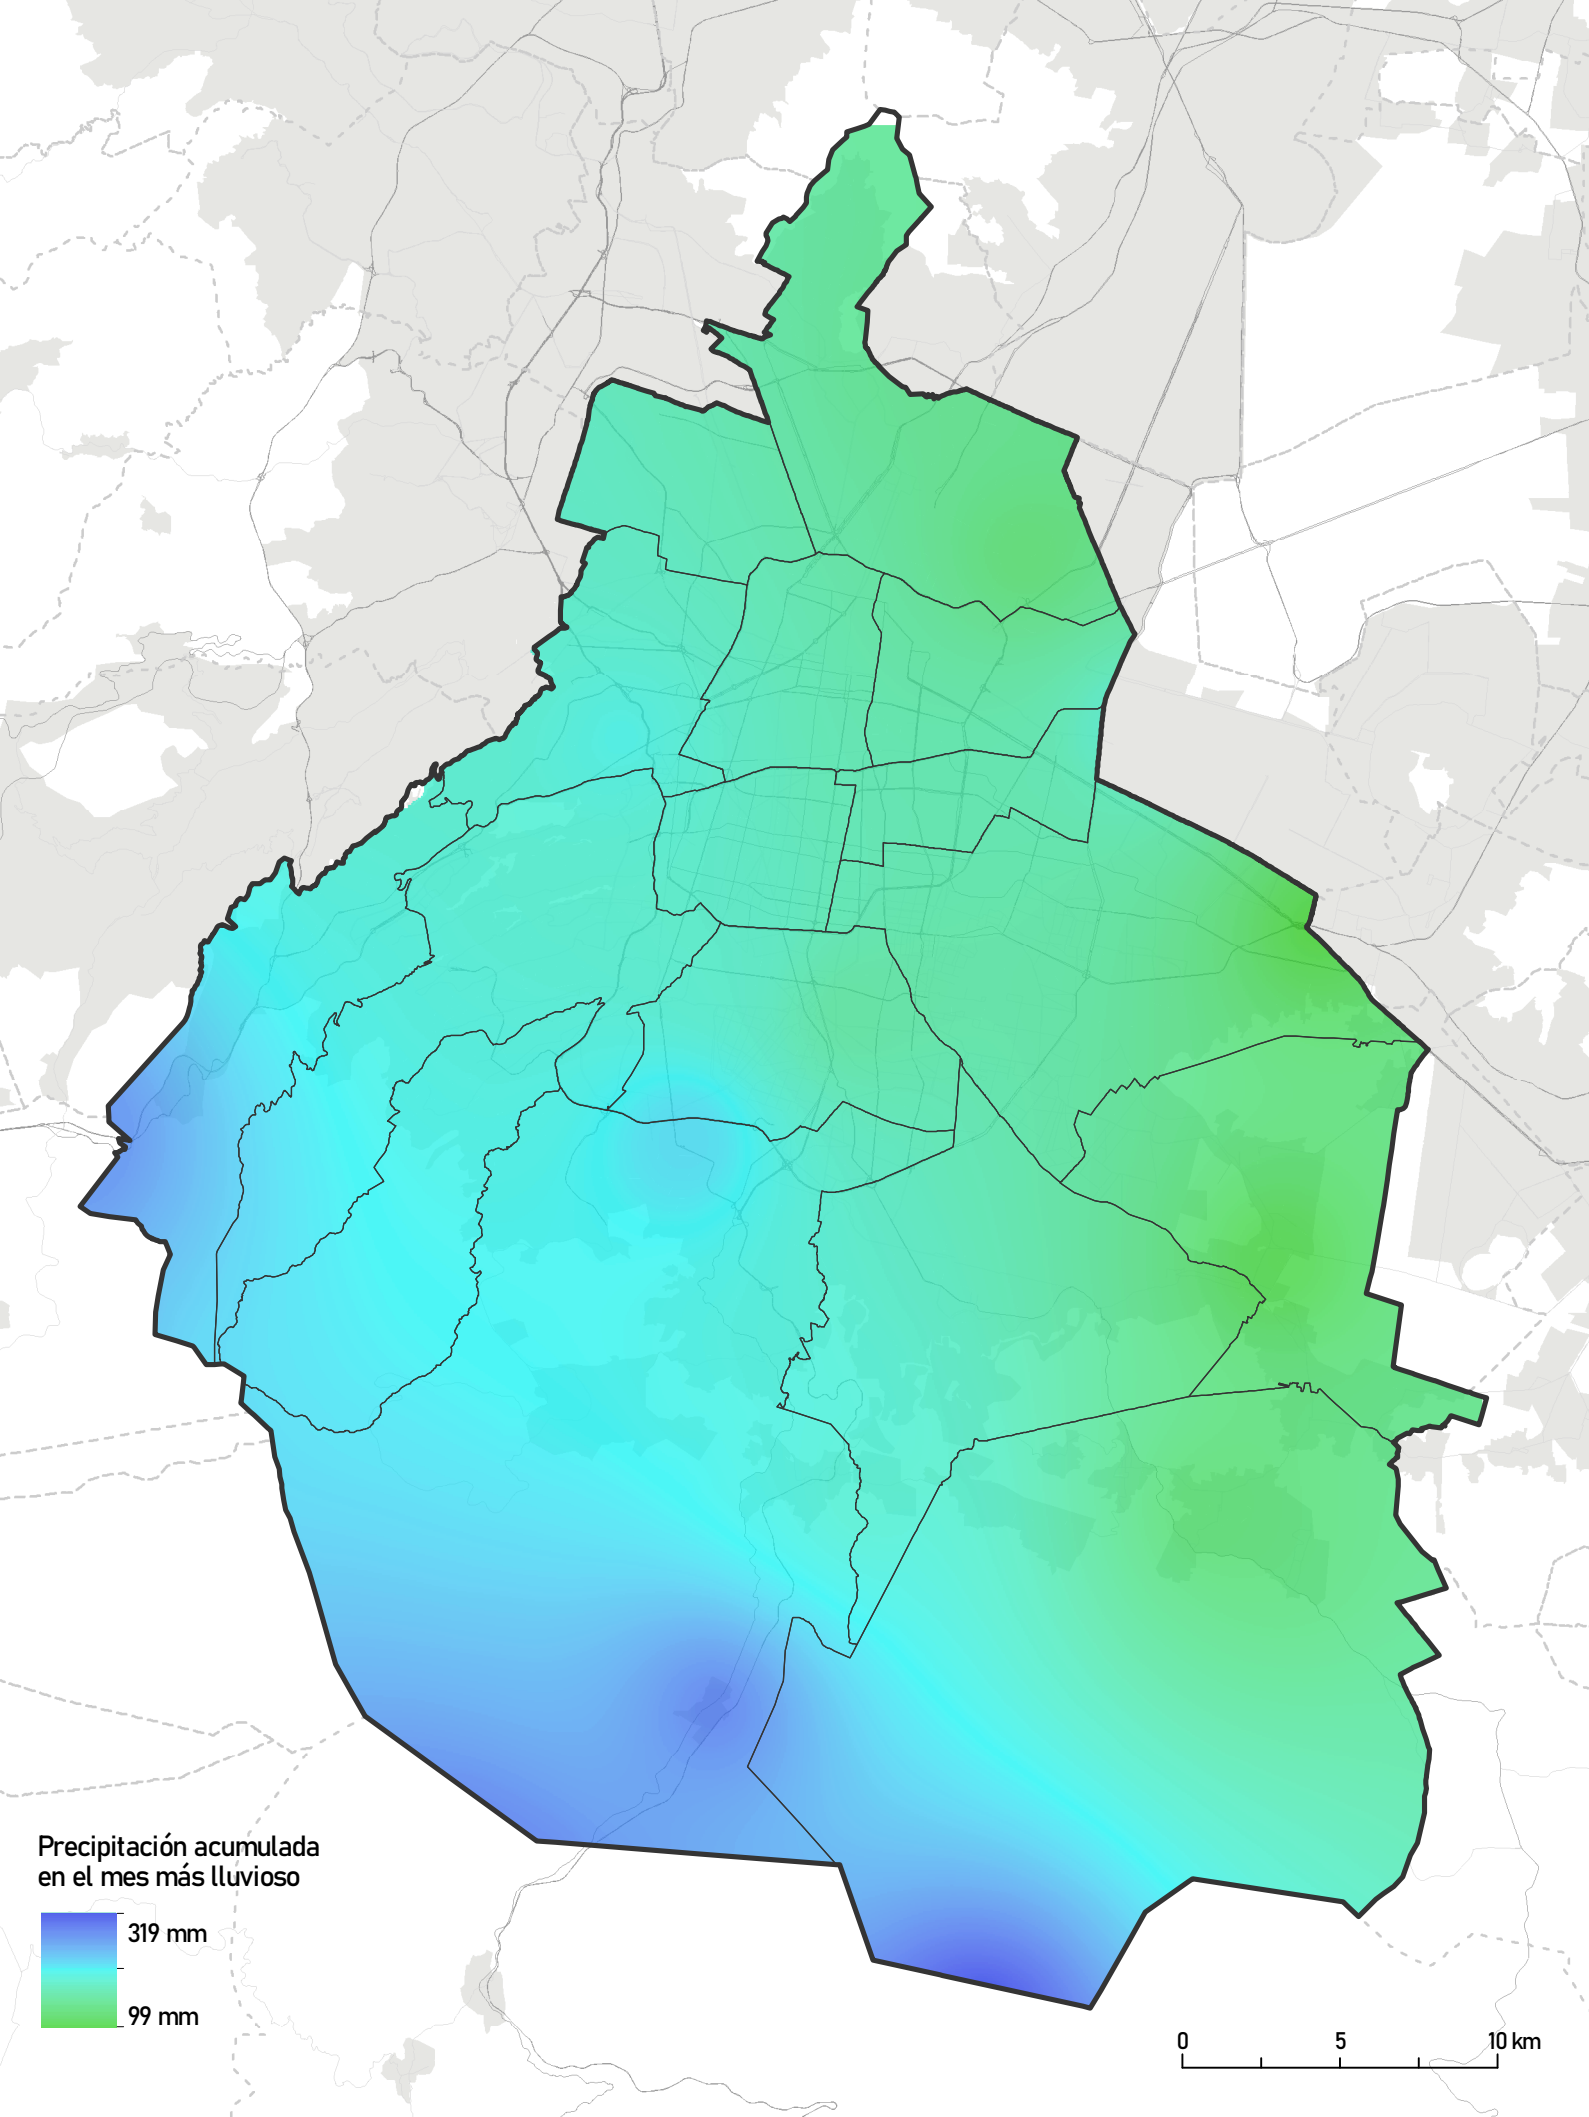 Precipitación acumulada
en el mes más lluvioso
319 mm
99 mm
0 5 10 km